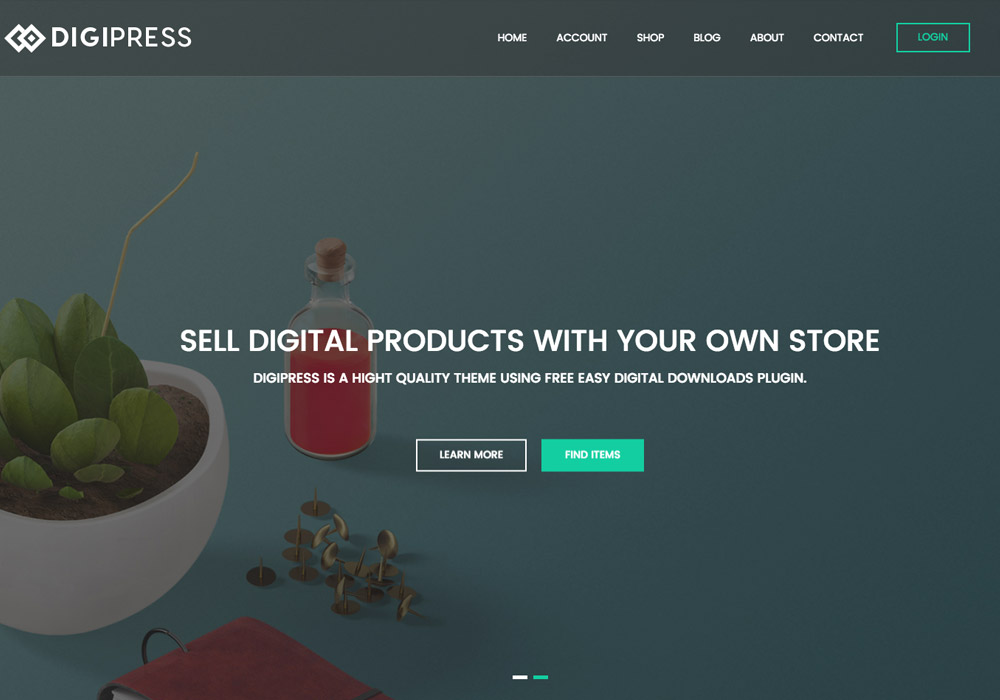 DIGIPRESS
HOME ACCOUNT SHOP BLOG ABOUT CONTACT LOGIN
SELL DIGITAL PRODUCTS WITH YOUR OWN STORE
DIGIPRESS IS A HIGHT QUALITY THEME USING FREE EASY DIGITAL DOWNLOADS PLUGIN.
LEARN MORE FIND ITEMS